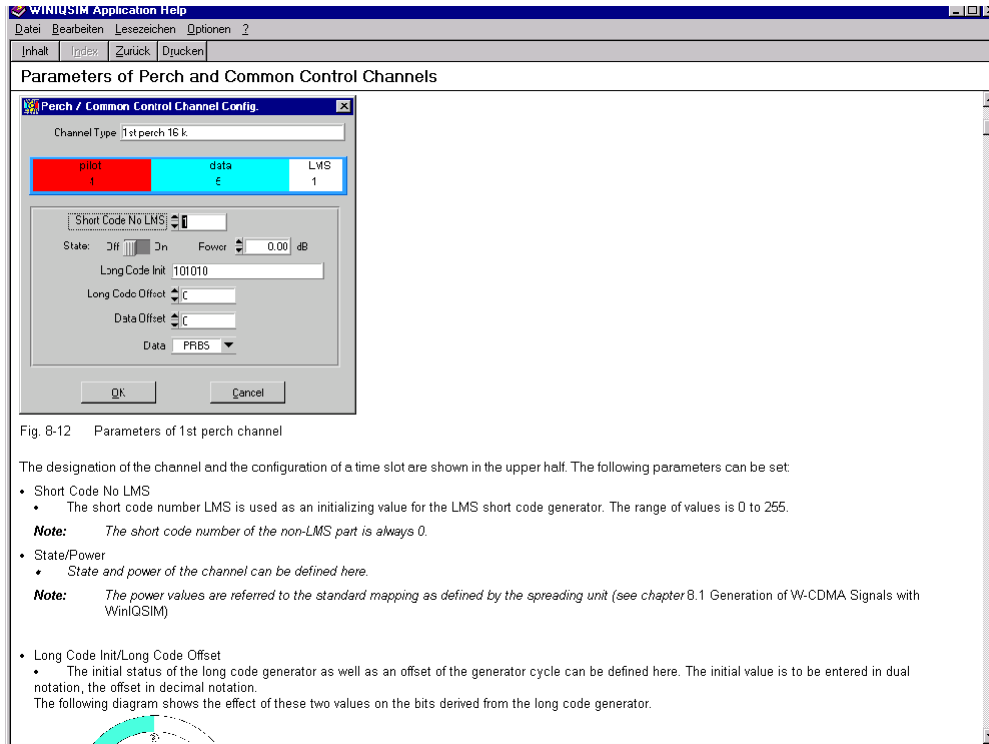 WINIQSIM Application Help
Datei Bearbeiten Lesezeichen Optionen ?
Inhalt Index Zurück Drucken
Parameters of Perch and Common Control Channels
Perch / Common Control Channel Config.
Channel Type 1st perch 16 k
pilot data LMS
4 1
Short Code No LMS 1
State: Off On Power 0.00 dB
Long Code Init 101010
Long Code Offset 0
Data Offset 0
Data PRBS
OK Cancel
Fig. 8-12 Parameters of 1st perch channel
The designation of the channel and the configuration of a time slot are shown in the upper half. The following parameters can be set:
• Short Code No LMS
• The short code number LMS is used as an initializing value for the LMS short code generator. The range of values is 0 to 255.
Note: The short code number of the non-LMS part is always 0.
• State/Power
• State and power of the channel can be defined here.
Note: The power values are referred to the standard mapping as defined by the spreading unit (see chapter 8.1 Generation of W-CDMA Signals with
WinIQSIM)
• Long Code Init/Long Code Offset
• The initial status of the long code generator as well as an offset of the generator cycle can be defined here. The initial value is to be entered in dual
notation, the offset in decimal notation.
The following diagram shows the effect of these two values on the bits derived from the long code generator.